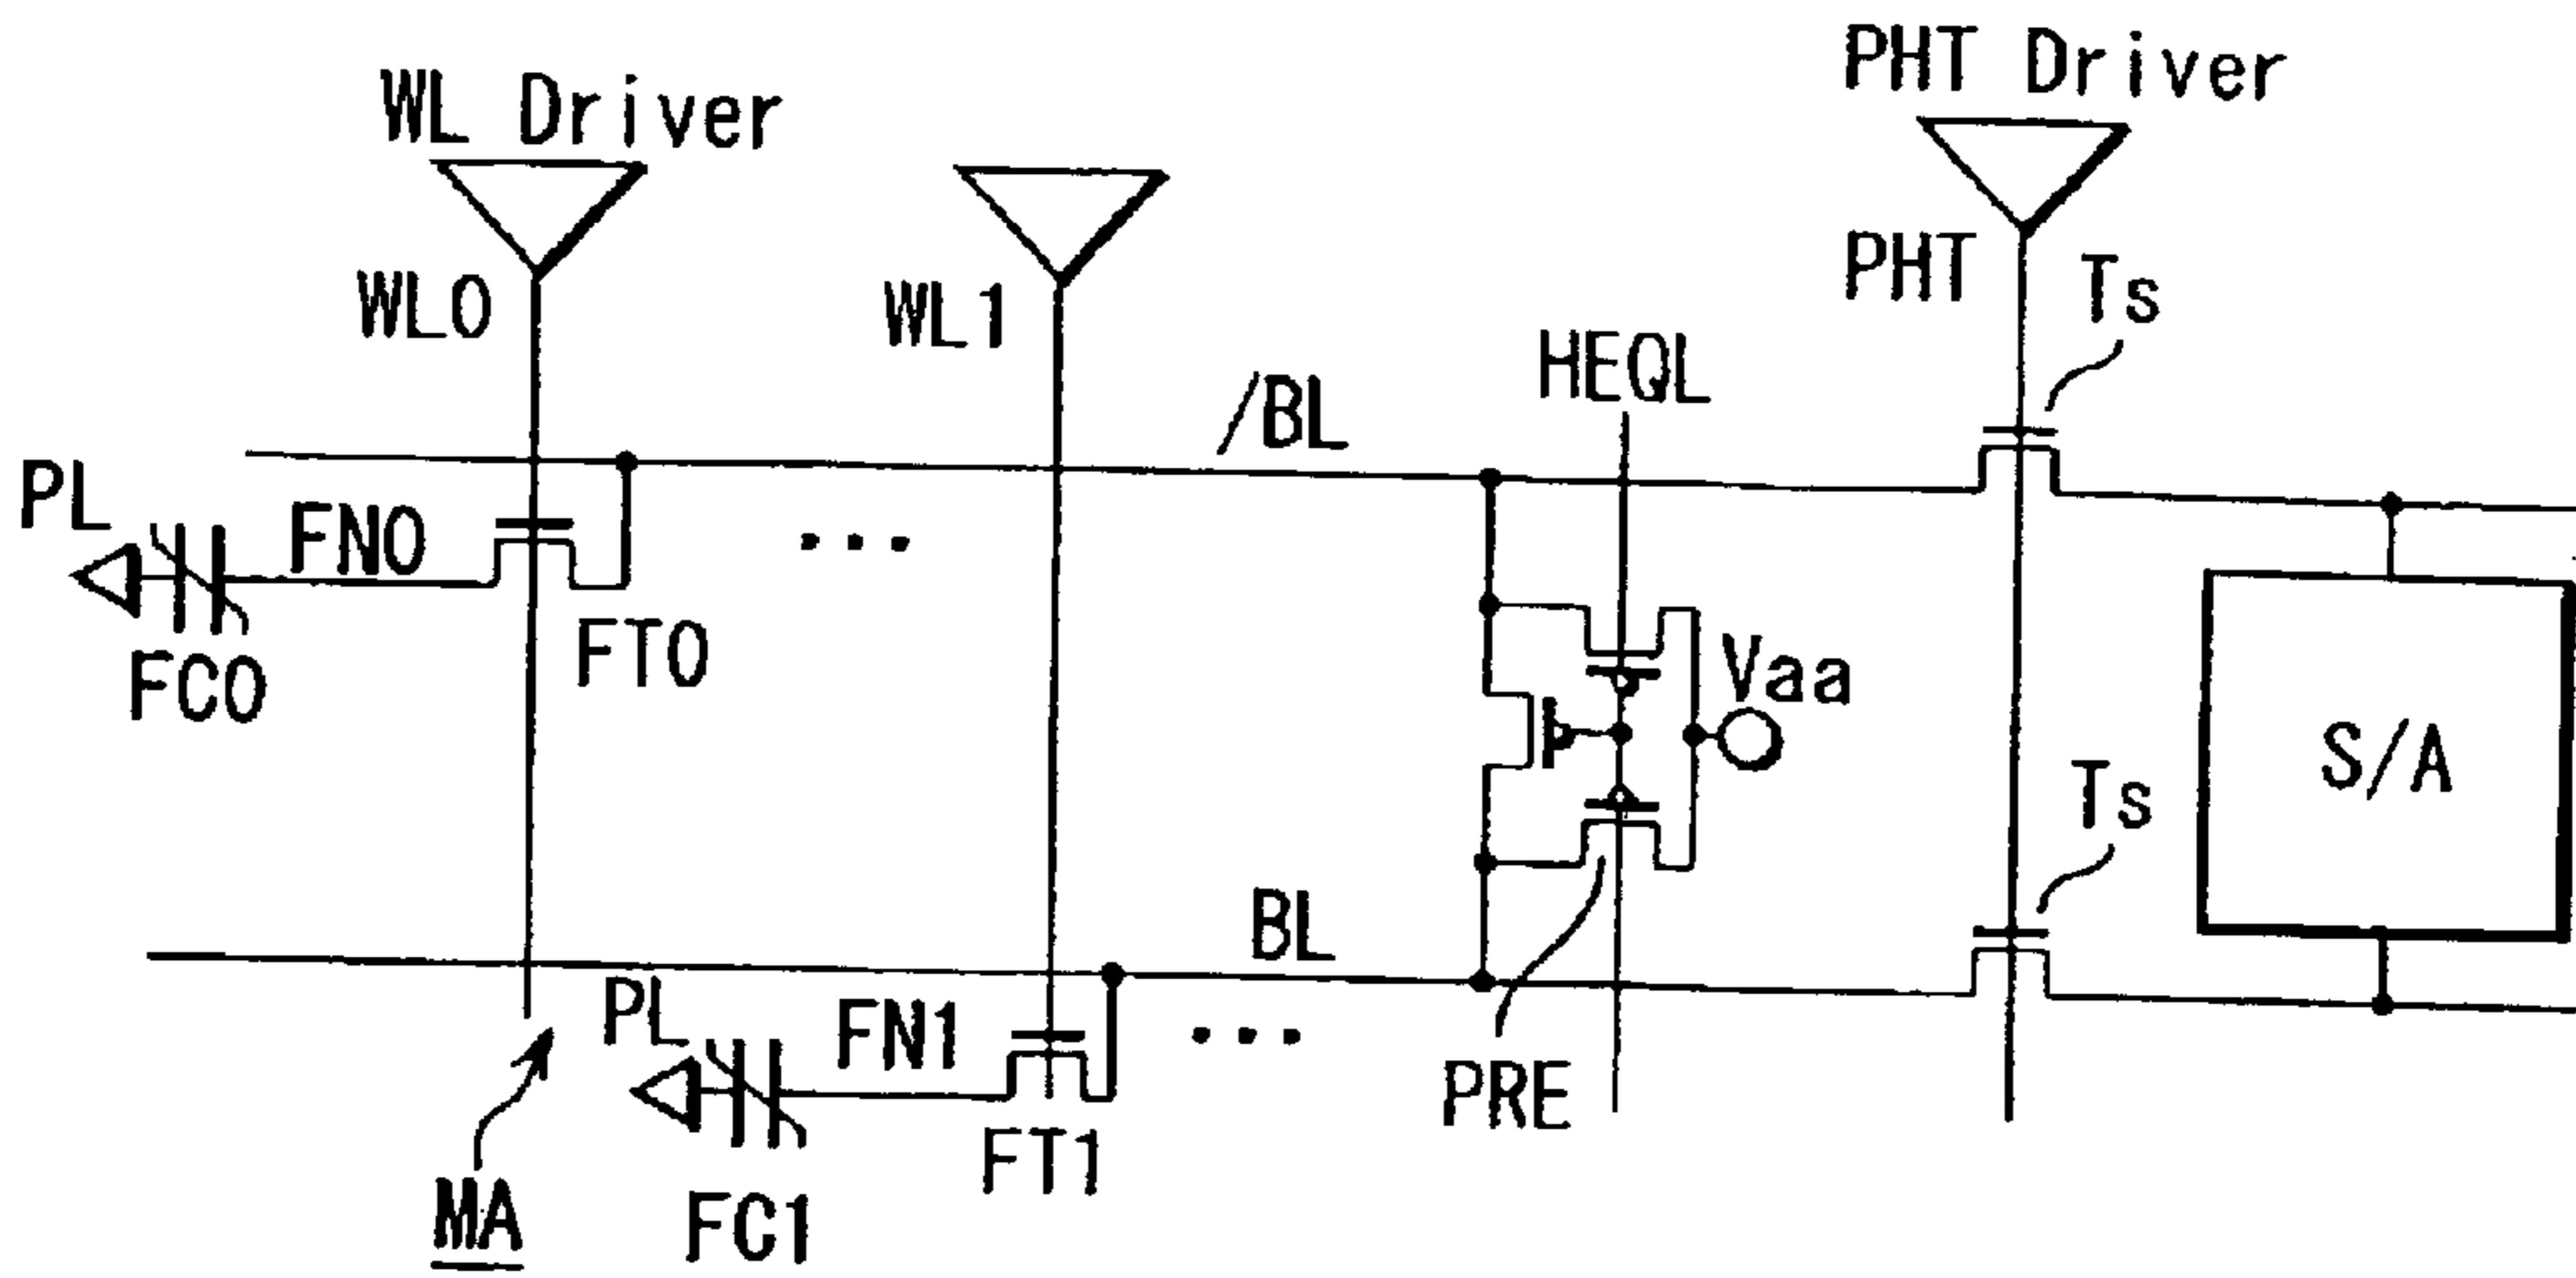 PHT Driver
WL Driver
PHT
Ts
WL0
WL1
HEQL
/BL
PL
FN0
FT0
FC0
Vaa
S/A
Ts
BL
PL
FN1
PRE
FT1
MA
FC1